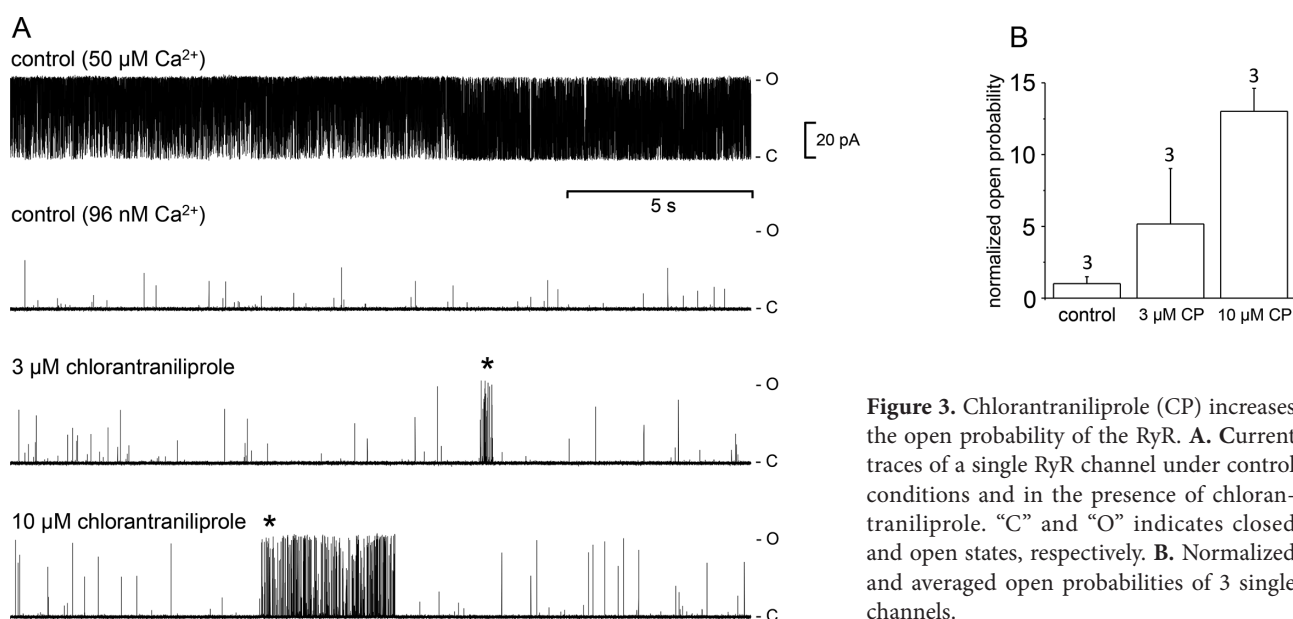 A
control (50 µM Ca²⁺)
- O
- C
20 pA
5 s
control (96 nM Ca²⁺)
- O
- C
3 µM chlorantraniliprole
*
- O
- C
10 µM chlorantraniliprole
*
- O
- C
B
normalized open probability
15
10
5
0
3
3
3
control
3 µM CP
10 µM CP
Figure 3. Chlorantraniliprole (CP) increases
the open probability of the RyR. A. Current
traces of a single RyR channel under control
conditions and in the presence of chloran-
traniliprole. “C” and “O” indicates closed
and open states, respectively. B. Normalized
and averaged open probabilities of 3 single
channels.